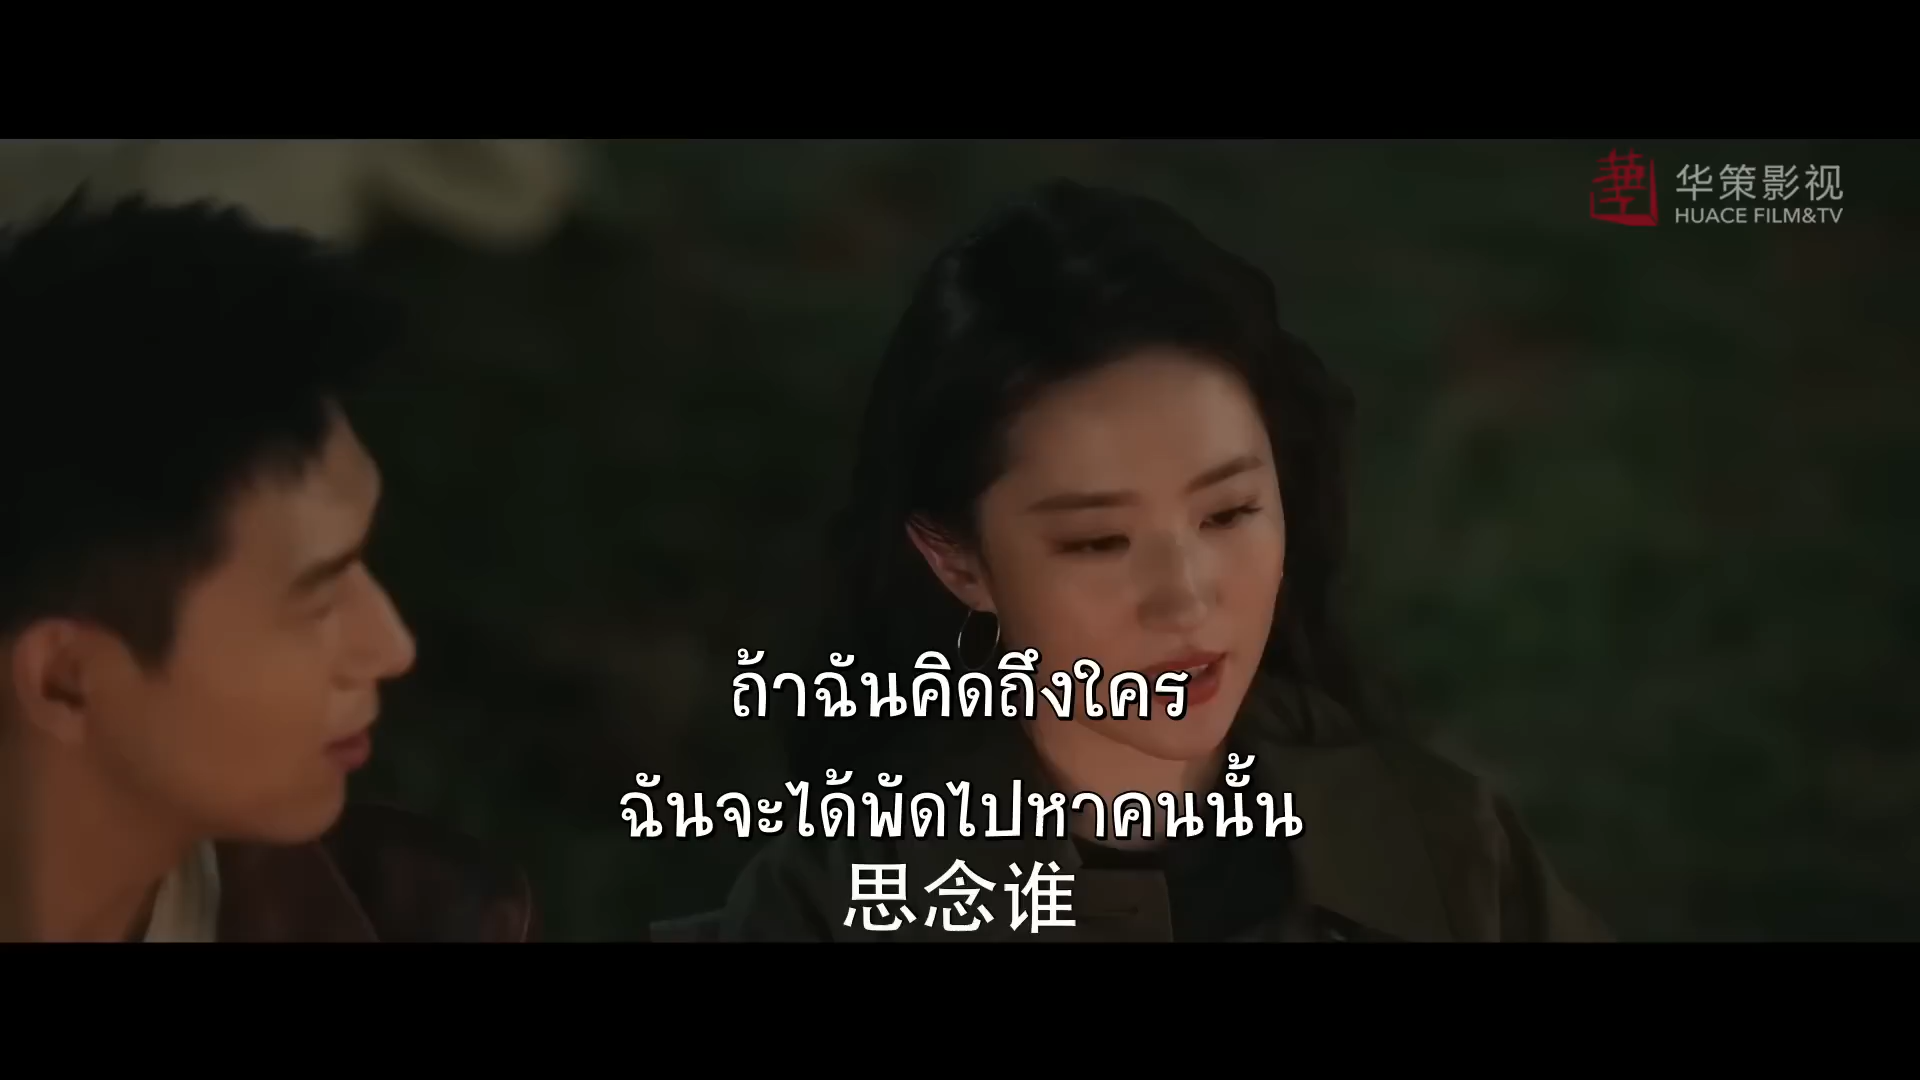 華
华策影视
HUACE FILM&TV
ถ้าฉันคิดถึงใคร
ฉันจะได้พัดไปหาคนนั้น
思念谁